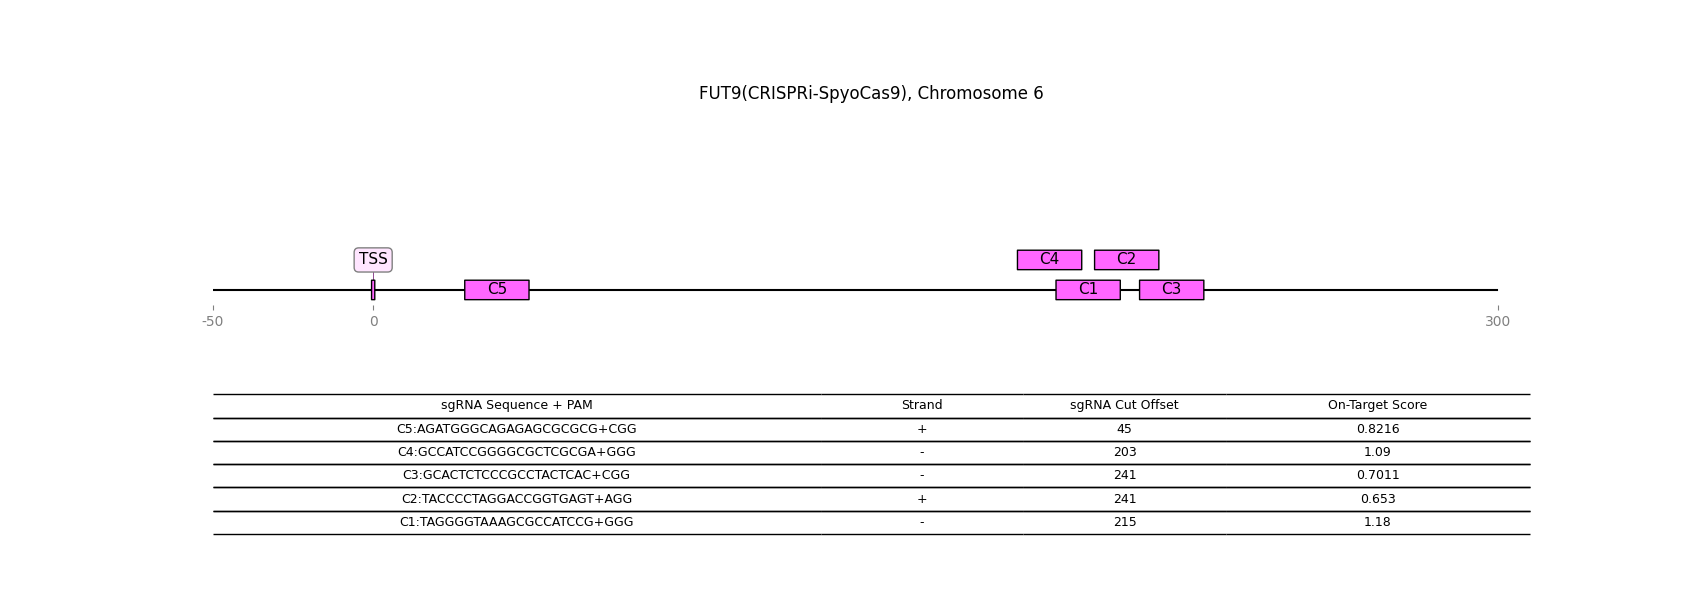 FUT9(CRISPRi-SpyoCas9), Chromosome 6
TSS C4 C2
C5 C1 C3
-50 0 300
sgRNA Sequence + PAM Strand sgRNA Cut Offset On-Target Score
C5:AGATGGGCAGAGAGCGCGCG+CGG + 45 0.8216
C4:GCCATCCGGGGCGCTCGCGA+GGG - 203 1.09
C3:GCACTCTCCCGCCTACTCAC+CGG - 241 0.7011
C2:TACCCCTAGGACCGGTGAGT+AGG + 241 0.653
C1:TAGGGGTAAAGCGCCATCCG+GGG - 215 1.18